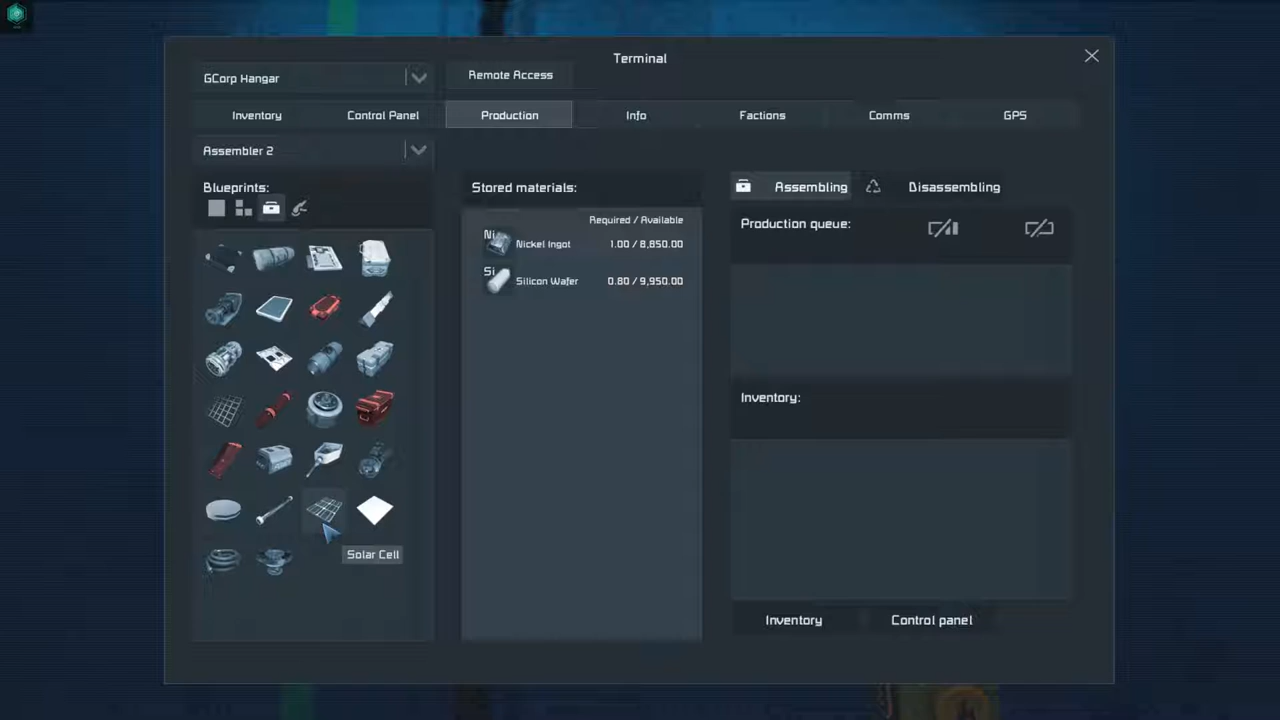 Terminal
GCorp Hangar
Remote Access
Inventory Control Panel Production Info Factions Comms GPS
Assembler 2
Blueprints:
Stored materials:
Assembling Disassembling
Required / Available
Production queue:
Ni
Nickel Ingot 1.00 / 8,850.00
Si
Silicon Wafer 0.80 / 9,950.00
Inventory:
Solar Cell
Inventory Control panel